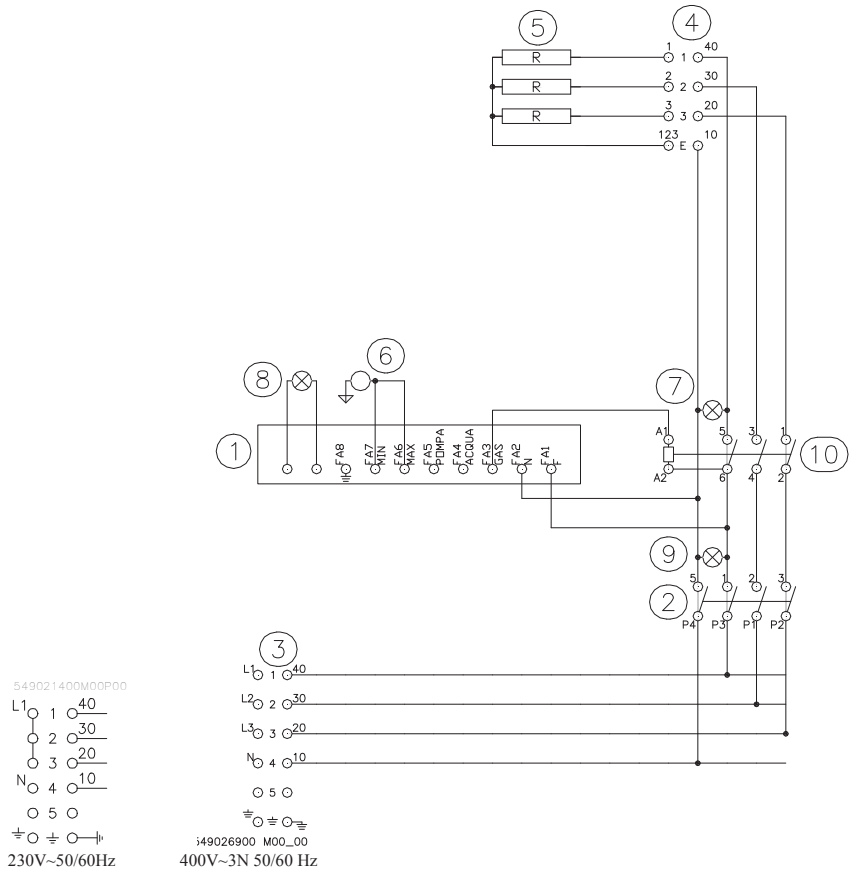 5 4
R 1 1 40
R 2 2 30
R 3 3 20
123 E 10
6
8 7
1 FA8 FA7 MIN FA6 MAX FA5 POMPA FA4 ACQUA FA3 GAS FA2 N FA1 F
A1 5 3 1
10
A2 6 4 2
9
5 1 2 3
2
P4 P3 P1 P2
3
L1 1 40
L2 2 30
L3 3 20
N 4 10
5
549026900 M00_00
400V~3N 50/60 Hz
549021400M00P00
L1 1 40
2 30
3 20
N 4 10
5
230V~50/60Hz